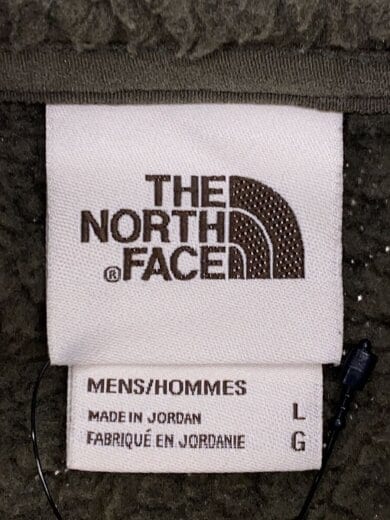 THE
NORTH
® FACE
MENS/HOMMES
MADE IN JORDAN L
FABRIQUÉ EN JORDANIE G